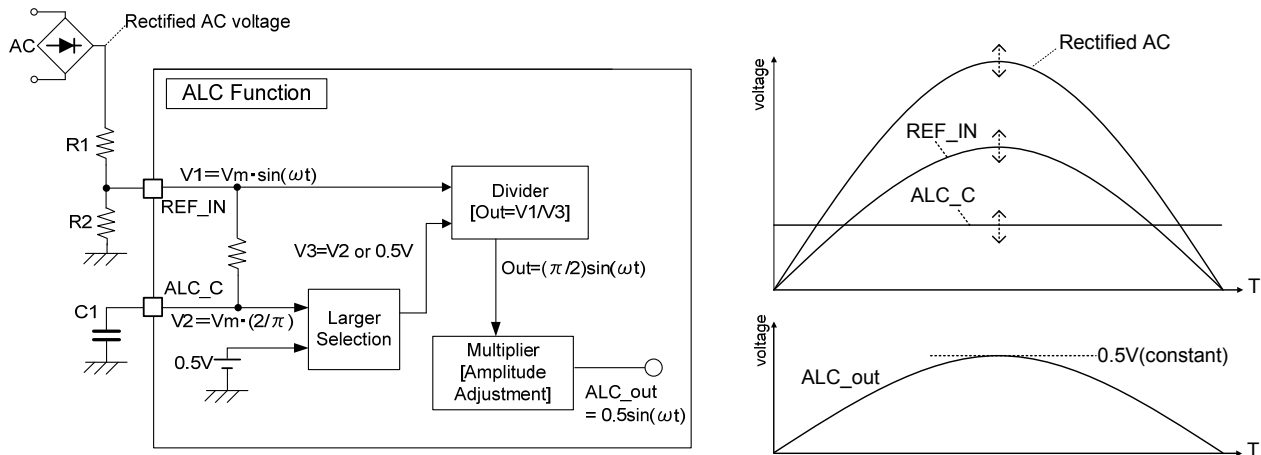 Rectified AC voltage
AC
ALC Function
R1
V1=Vm・sin(ωt)
REF_IN
R2
Divider
[Out=V1/V3]
V3=V2 or 0.5V
Out=(π/2)sin(ωt)
ALC_C
C1
V2=Vm・(2/π)
Larger
Selection
0.5V
Multiplier
[Amplitude
Adjustment]
ALC_out
= 0.5sin(ωt)
voltage
Rectified AC
REF_IN
ALC_C
T
voltage
ALC_out
0.5V(constant)
T